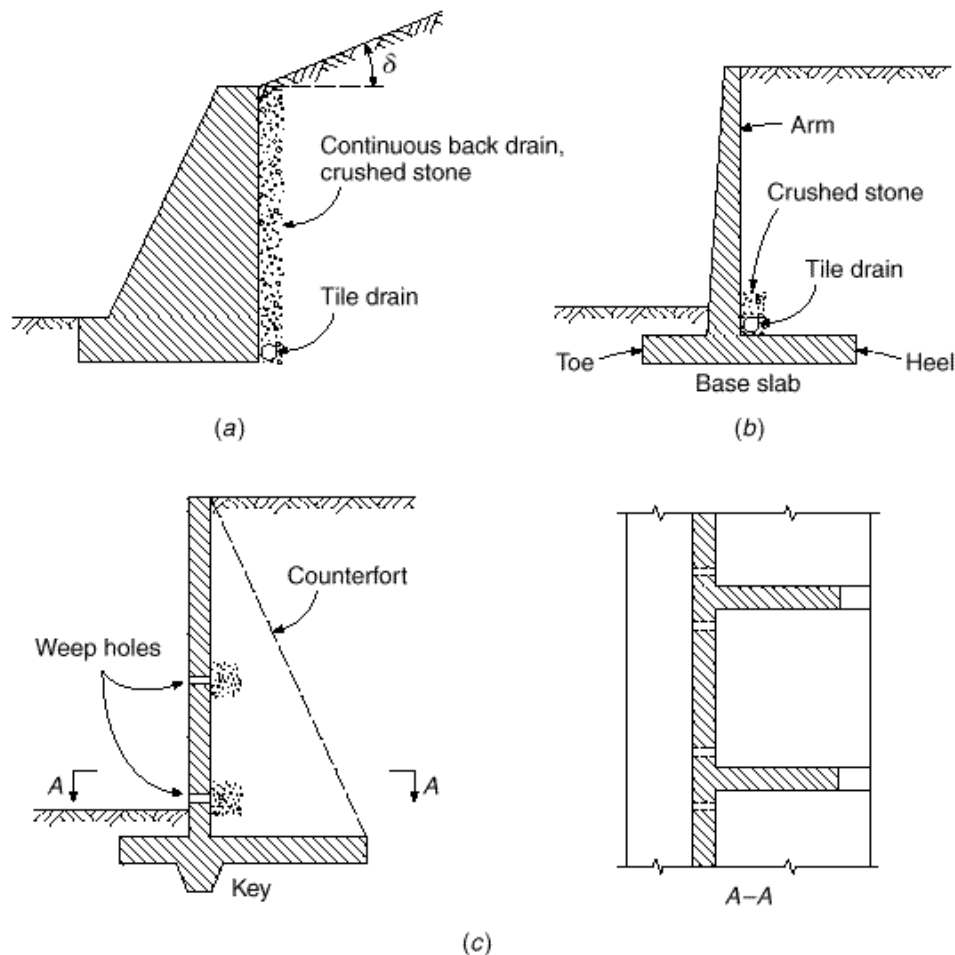 δ
Continuous back drain,
crushed stone
Tile drain
(a)
Arm
Crushed stone
Tile drain
Toe
Heel
Base slab
(b)
Counterfort
Weep holes
A
A
Key
A–A
(c)